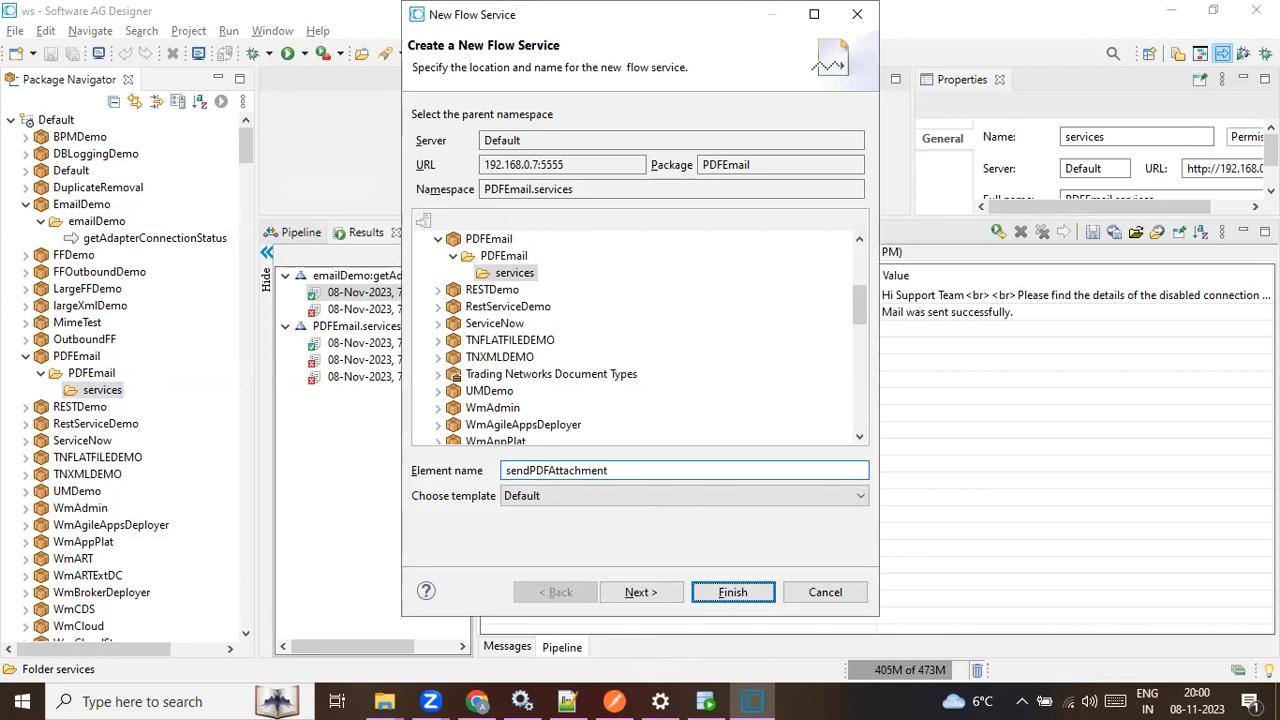 ws - Software AG Designer
File Edit Navigate Search Project Run Window Help
Package Navigator
Default
BPMDemo
DBLoggingDemo
Default
DuplicateRemoval
EmailDemo
emailDemo
getAdapterConnectionStatus
FFDemo
FFOutboundDemo
LargeFFDemo
largeXmlDemo
MimeTest
OutboundFF
PDFEmail
PDFEmail
services
RESTDemo
RestServiceDemo
ServiceNow
TNFLATFILEDEMO
TNXMLDEMO
UMDemo
WmAdmin
WmAgileAppsDeployer
WmAppPlat
WmART
WmARTExtDC
WmBrokerDeployer
WmCDS
WmCloud
Folder services
Hide
Pipeline Results
emailDemo:getAd
08-Nov-2023, 7
08-Nov-2023, 7
PDFEmail.services
08-Nov-2023, 7
08-Nov-2023, 7
08-Nov-2023, 7
New Flow Service
Create a New Flow Service
Specify the location and name for the new flow service.
Select the parent namespace
Server Default
URL 192.168.0.7:5555 Package PDFEmail
Namespace PDFEmail.services
PDFEmail
PDFEmail
services
RESTDemo
RestServiceDemo
ServiceNow
TNFLATFILEDEMO
TNXMLDEMO
Trading Networks Document Types
UMDemo
WmAdmin
WmAgileAppsDeployer
WmAppPlat
Element name sendPDFAttachment
Choose template Default
< Back Next > Finish Cancel
Properties
General
Name: services Permis
Server: Default URL: http://192.168.0
PM)
Value
Hi Support Team<br> <br> Please find the details of the disabled connection ...
Mail was sent successfully.
Messages Pipeline
405M of 473M
Type here to search
6°C
ENG
IN
20:00
08-11-2023